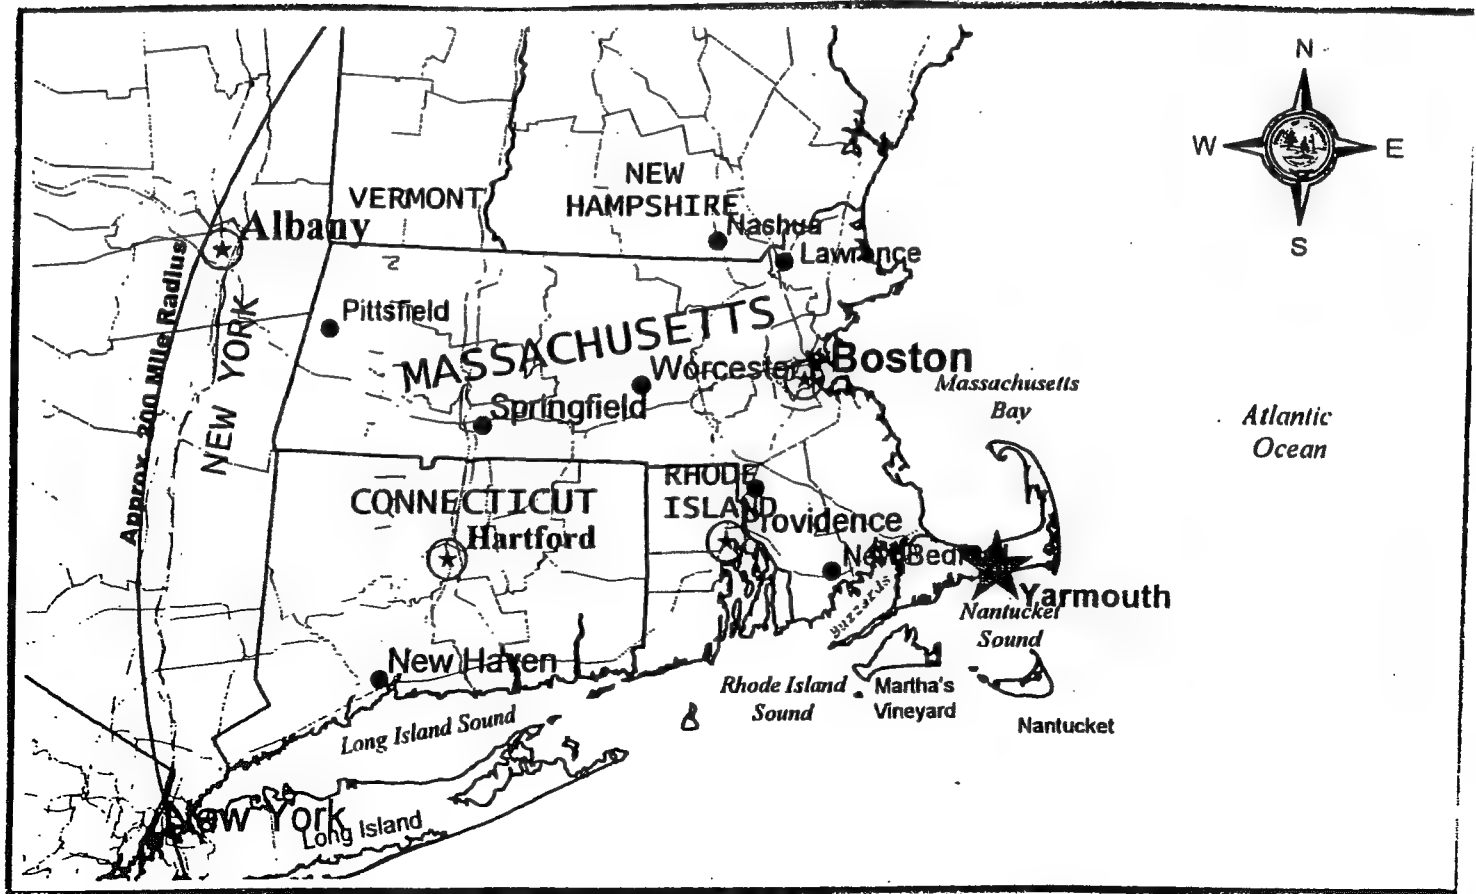 N
W
E
S
VERMONT
NEW
HAMPSHIRE
Nashua
Albany
Lawrence
Approx. 200 Mile Radius
NEW YORK
Pittsfield
MASSACHUSETTS
Worcester
Boston
Massachusetts
Bay
Atlantic
Ocean
Springfield
CONNECTICUT
Hartford
RHODE
ISLAND
Providence
New Bedford
Yarmouth
Buzzards
Nantucket
Sound
New Haven
Rhode Island
Sound
Martha's
Vineyard
Nantucket
Long Island Sound
New York
Long Island